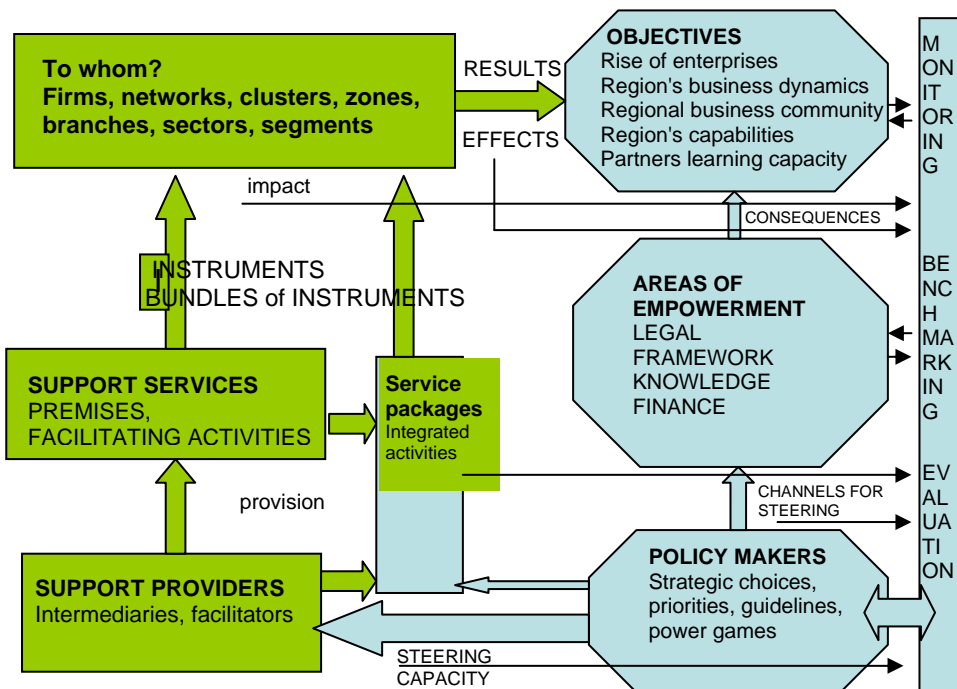 To whom?
Firms, networks, clusters, zones,
branches, sectors, segments
RESULTS
EFFECTS
OBJECTIVES
Rise of enterprises
Region's business dynamics
Regional business community
Region's capabilities
Partners learning capacity
M
ON
IT
OR
IN
G
impact
CONSEQUENCES
INSTRUMENTS
BUNDLES of INSTRUMENTS
AREAS OF
EMPOWERMENT
LEGAL
FRAMEWORK
KNOWLEDGE
FINANCE
BE
NC
H
MA
RK
IN
G
SUPPORT SERVICES
PREMISES,
FACILITATING ACTIVITIES
Service
packages
Integrated
activities
provision
CHANNELS FOR
STEERING
EV
AL
UA
TI
ON
SUPPORT PROVIDERS
Intermediaries, facilitators
POLICY MAKERS
Strategic choices,
priorities, guidelines,
power games
STEERING
CAPACITY